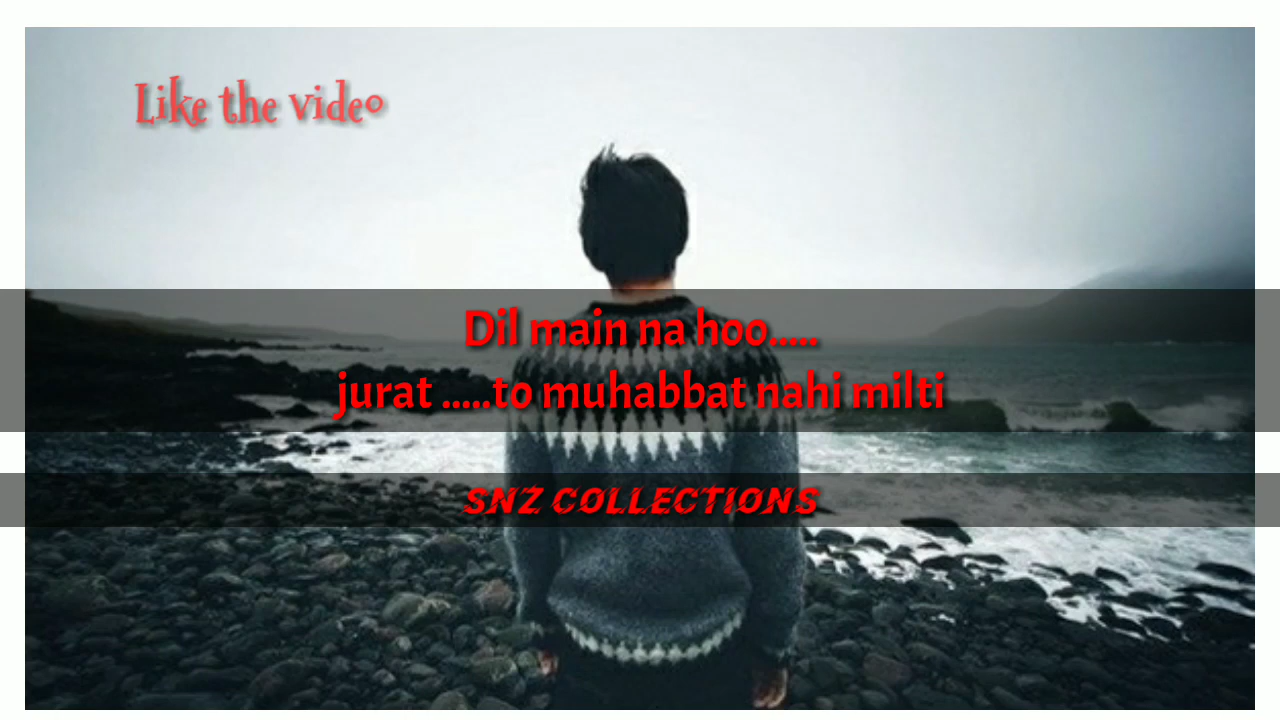 Like the video
Dil main na hoo.....
jurat .....to muhabbat nahi milti
SNZ COLLECTIONS